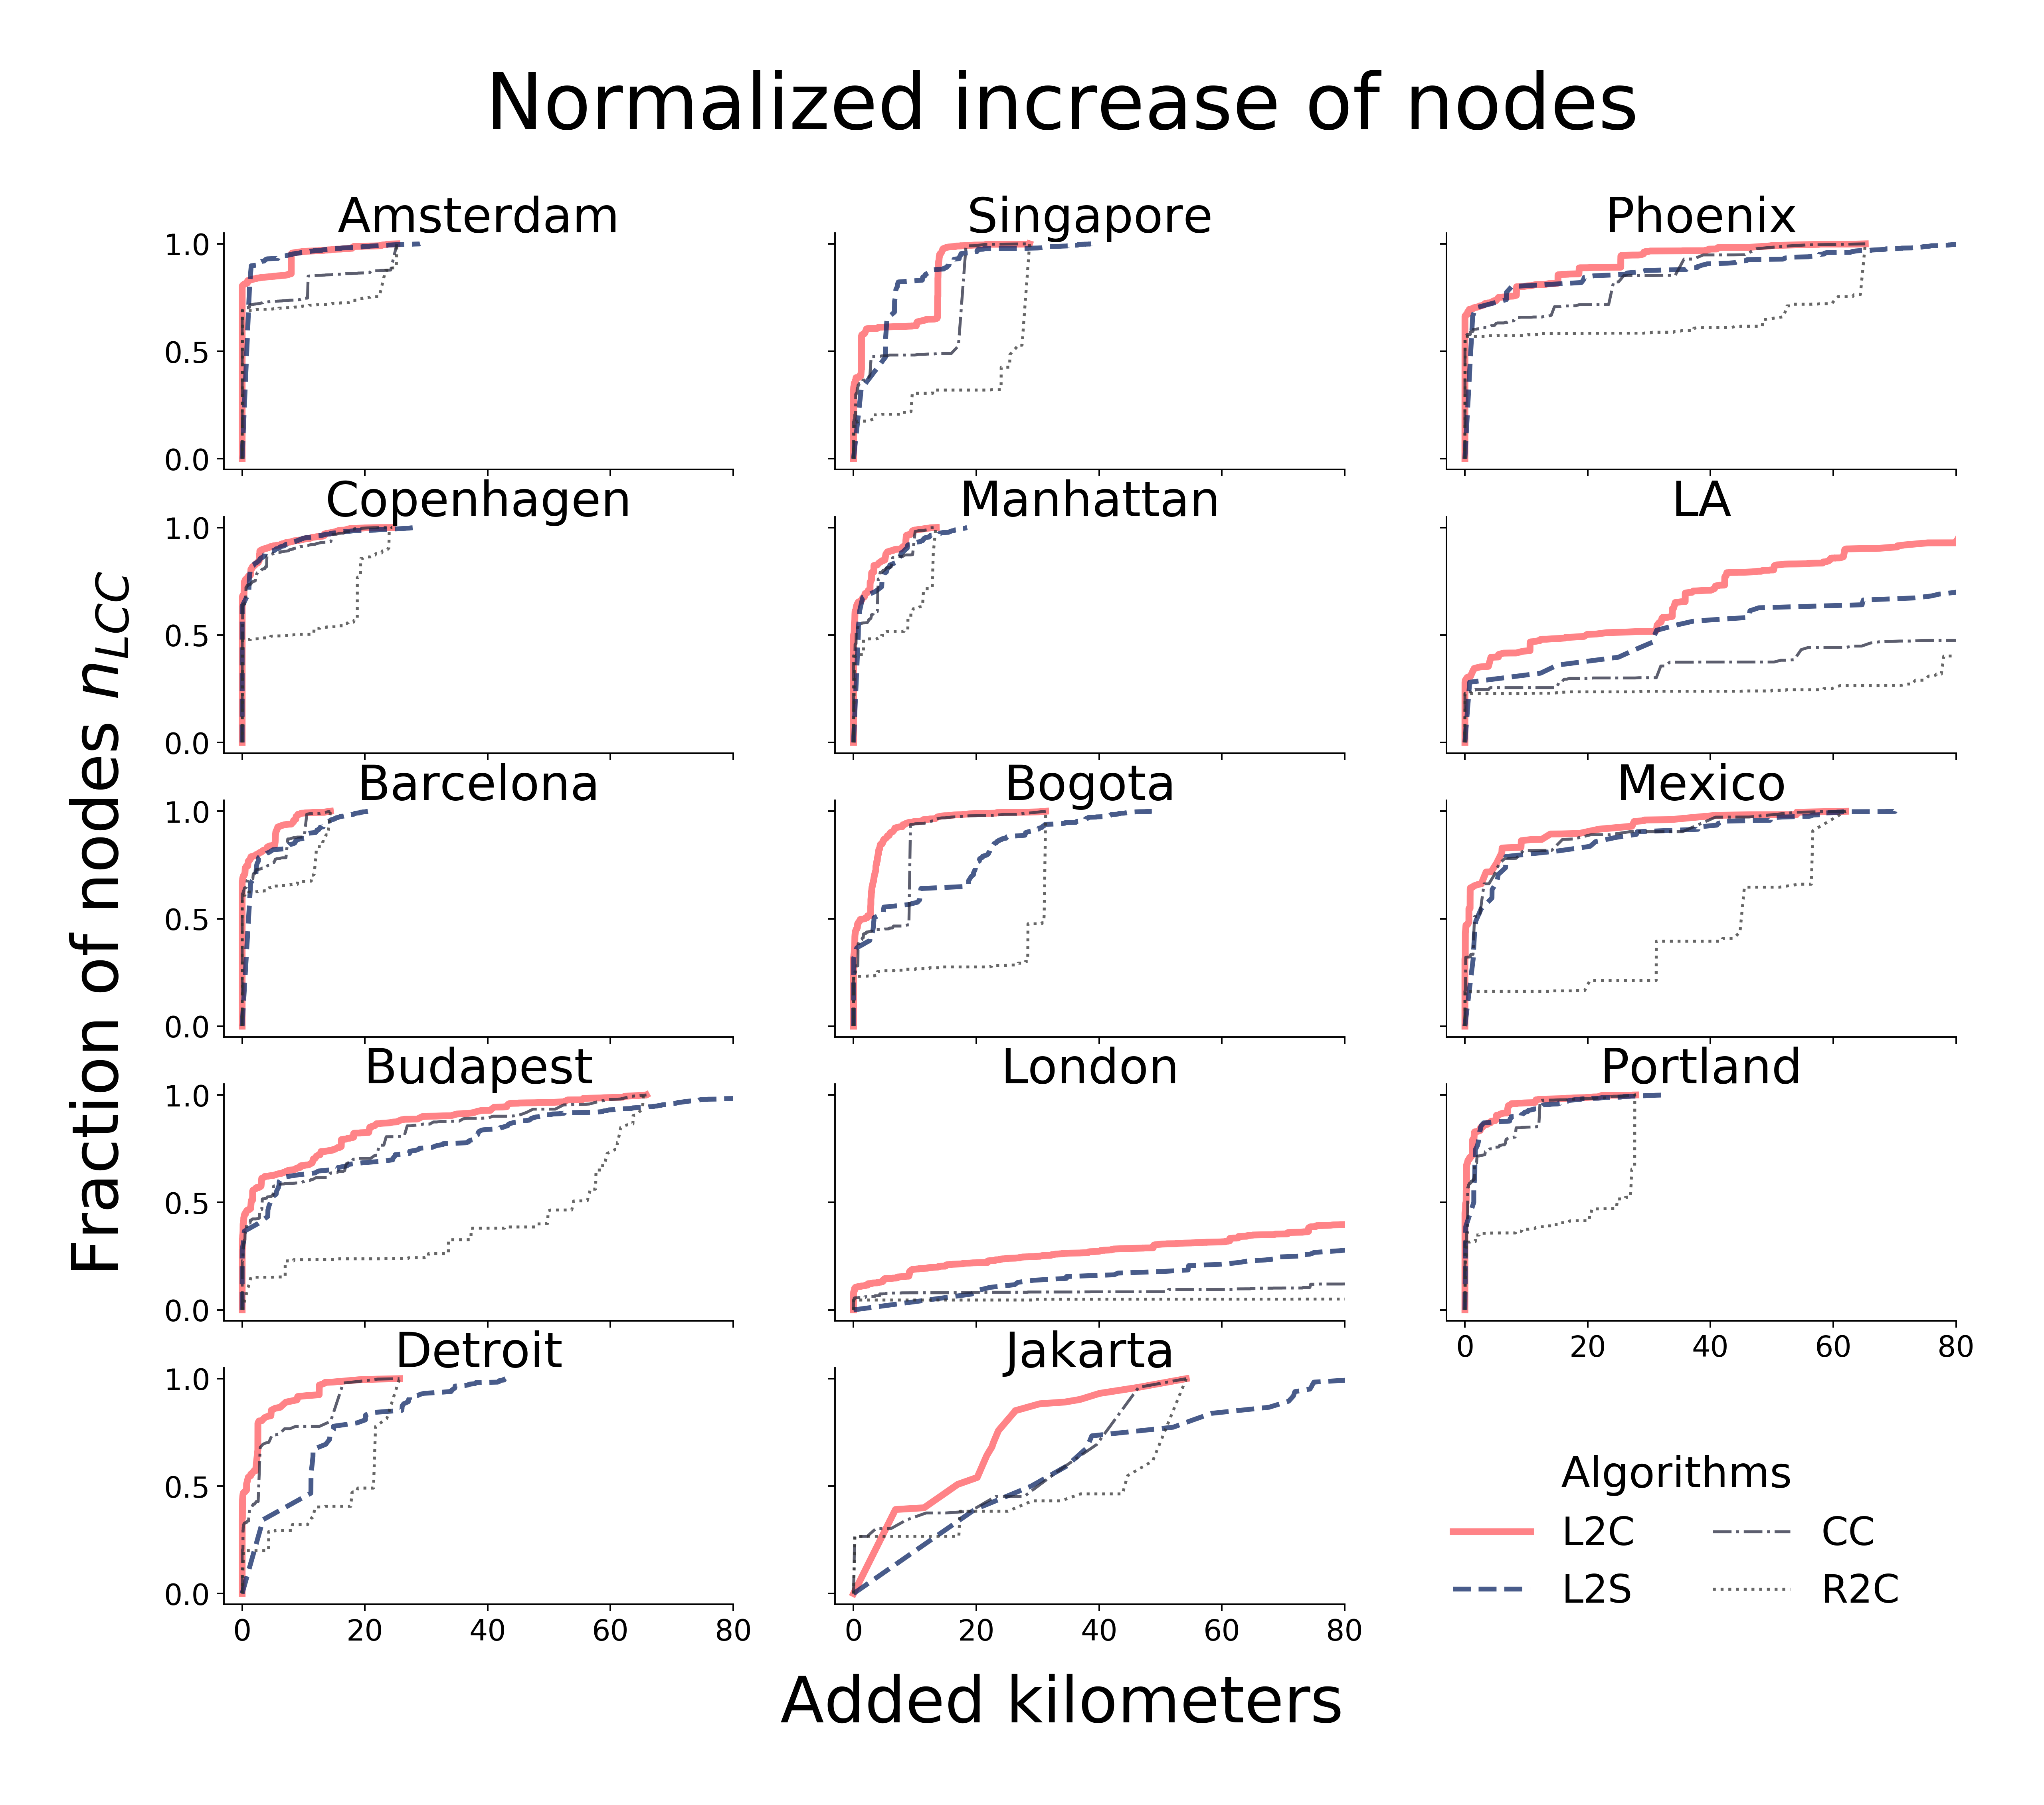 Normalized increase of nodes
Fraction of nodes n_LCC
Amsterdam
1.0
0.5
0.0
Singapore
Phoenix
Copenhagen
1.0
0.5
0.0
Manhattan
LA
Barcelona
1.0
0.5
0.0
Bogota
Mexico
Budapest
1.0
0.5
0.0
London
Portland
0 20 40 60 80
Detroit
1.0
0.5
0.0
0 20 40 60 80
Jakarta
0 20 40 60 80
Algorithms
L2C CC
L2S R2C
Added kilometers